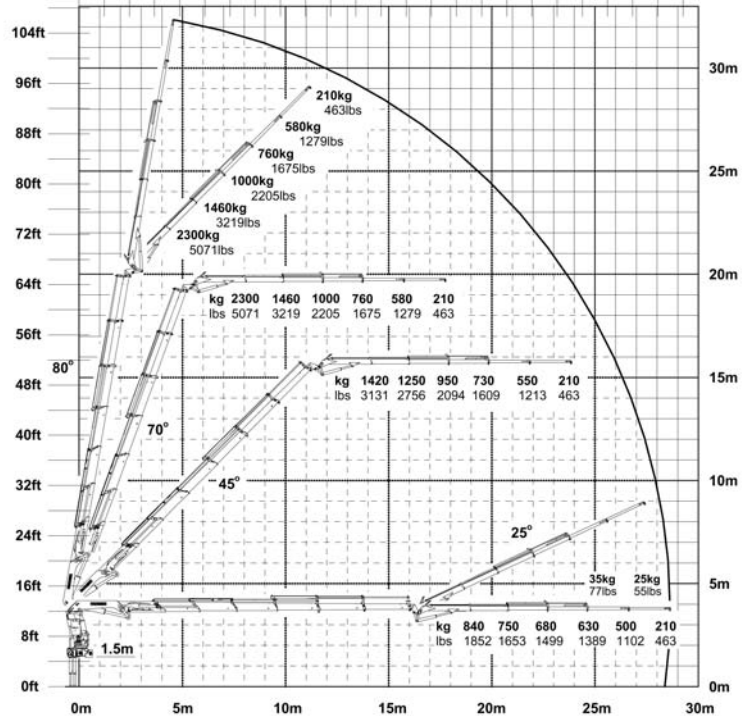 104ft
96ft
88ft
80ft
72ft
64ft
56ft
48ft
40ft
32ft
24ft
16ft
8ft
0ft
30m
25m
20m
15m
10m
5m
0m
210kg
463lbs
580kg
1279lbs
760kg
1675lbs
1000kg
2205lbs
1460kg
3219lbs
2300kg
5071lbs
kg 2300 1460 1000 760 580 210
lbs 5071 3219 2205 1675 1279 463
80°
kg 1420 1250 950 730 550 210
lbs 3131 2756 2094 1609 1213 463
70°
45°
25°
35kg 25kg
77lbs 55lbs
kg 840 750 680 630 500 210
lbs 1852 1653 1499 1389 1102 463
1.5m
0m 5m 10m 15m 20m 25m 30m